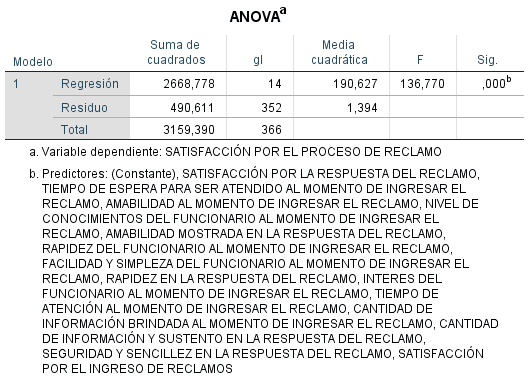 ANOVAa
Modelo Suma de cuadrados gl Media cuadrática F Sig.
1 Regresión 2668,778 14 190,627 136,770 ,000b
Residuo 490,611 352 1,394
Total 3159,390 366
a. Variable dependiente: SATISFACCIÓN POR EL PROCESO DE RECLAMO
b. Predictores: (Constante), SATISFACCIÓN POR LA RESPUESTA DEL RECLAMO,
TIEMPO DE ESPERA PARA SER ATENDIDO AL MOMENTO DE INGRESAR EL
RECLAMO, AMABILIDAD AL MOMENTO DE INGRESAR EL RECLAMO, NIVEL DE
CONOCIMIENTOS DEL FUNCIONARIO AL MOMENTO DE INGRESAR EL
RECLAMO, AMABILIDAD MOSTRADA EN LA RESPUESTA DEL RECLAMO,
RAPIDEZ DEL FUNCIONARIO AL MOMENTO DE INGRESAR EL RECLAMO,
FACILIDAD Y SIMPLEZA DEL FUNCIONARIO AL MOMENTO DE INGRESAR EL
RECLAMO, RAPIDEZ EN LA RESPUESTA DEL RECLAMO, INTERES DEL
FUNCIONARIO AL MOMENTO DE INGRESAR EL RECLAMO, TIEMPO DE
ATENCIÓN AL MOMENTO DE INGRESAR EL RECLAMO, CANTIDAD DE
INFORMACIÓN BRINDADA AL MOMENTO DE INGRESAR EL RECLAMO, CANTIDAD
DE INFORMACIÓN Y SUSTENTO EN LA RESPUESTA DEL RECLAMO,
SEGURIDAD Y SENCILLEZ EN LA RESPUESTA DEL RECLAMO, SATISFACCIÓN
POR EL INGRESO DE RECLAMOS